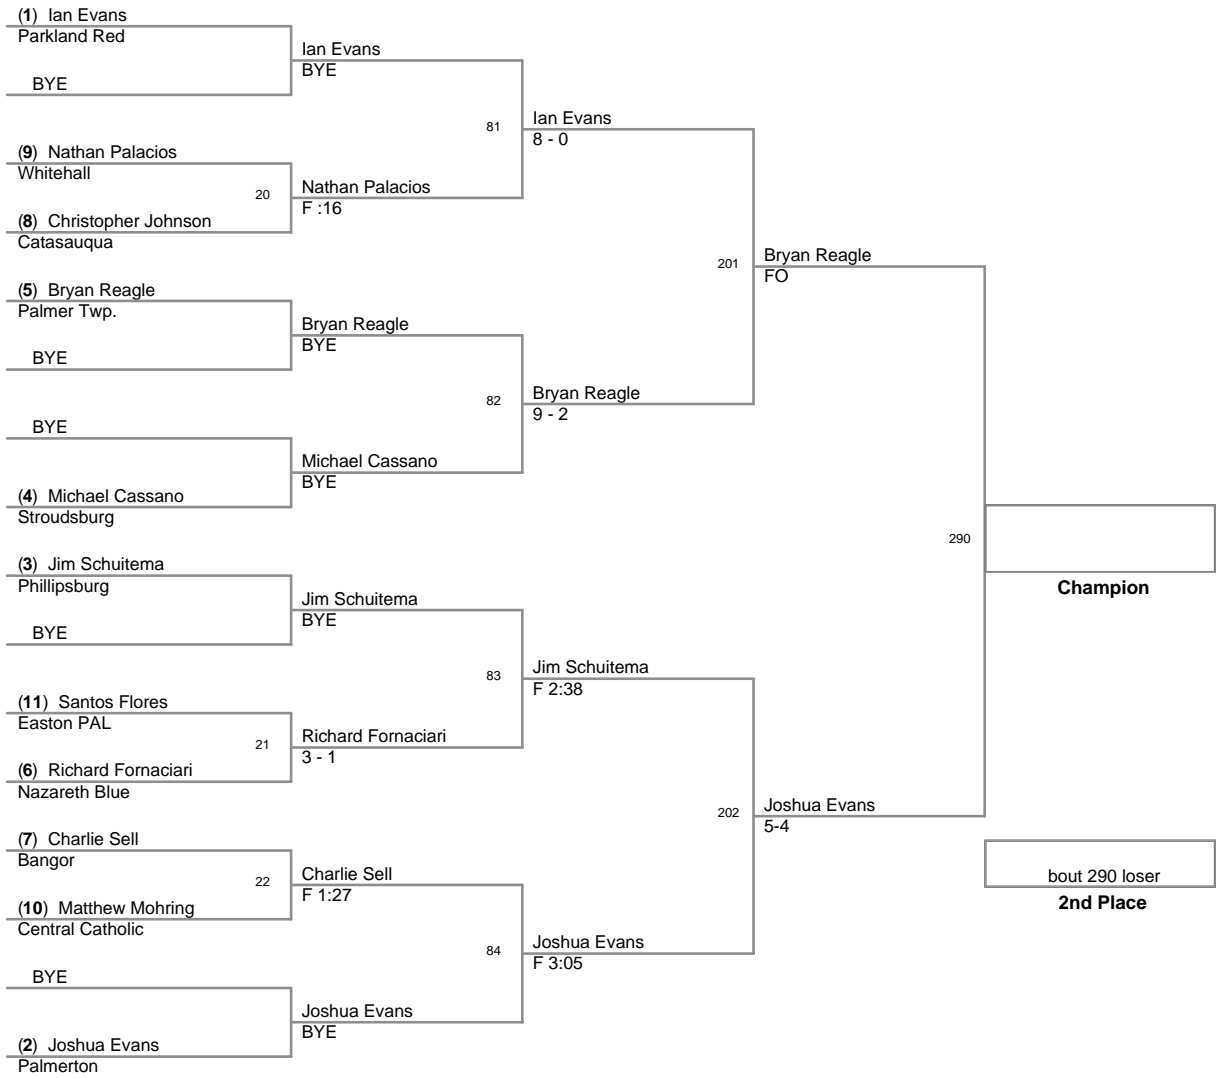 (1) Ian Evans
Parkland Red
BYE
Ian Evans
BYE
81
Ian Evans
8 - 0
(9) Nathan Palacios
Whitehall
20
Nathan Palacios
F :16
(8) Christopher Johnson
Catasauqua
201
Bryan Reagle
FO
(5) Bryan Reagle
Palmer Twp.
BYE
Bryan Reagle
BYE
82
Bryan Reagle
9 - 2
BYE
Michael Cassano
BYE
(4) Michael Cassano
Stroudsburg
290
Champion
(3) Jim Schuitema
Phillipsburg
BYE
Jim Schuitema
BYE
83
Jim Schuitema
F 2:38
(11) Santos Flores
Easton PAL
21
Richard Fornaciari
3 - 1
(6) Richard Fornaciari
Nazareth Blue
202
Joshua Evans
5-4
(7) Charlie Sell
Bangor
22
Charlie Sell
F 1:27
(10) Matthew Mohring
Central Catholic
84
Joshua Evans
F 3:05
BYE
Joshua Evans
BYE
(2) Joshua Evans
Palmerton
bout 290 loser
2nd Place